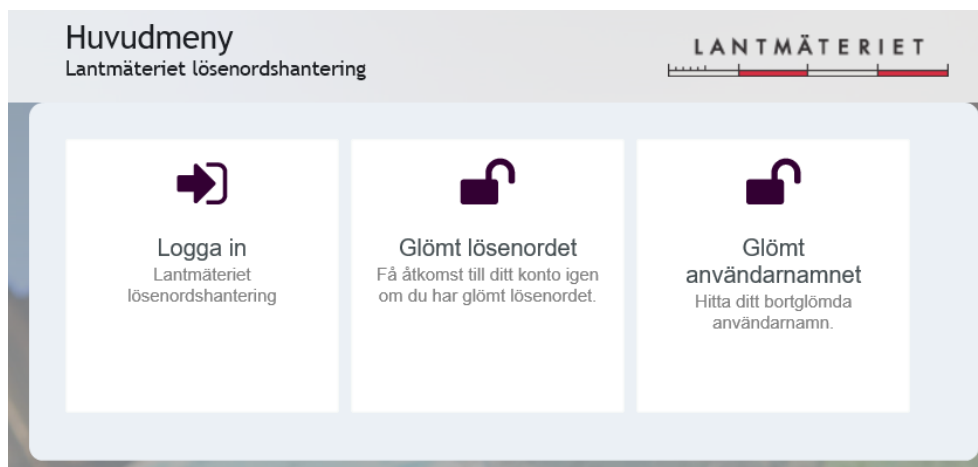 Huvudmeny
Lantmäteriet lösenordshantering
LANTMÄTERIET
Logga in
Lantmäteriet
lösenordshantering
Glömt lösenordet
Få åtkomst till ditt konto igen
om du har glömt lösenordet.
Glömt
användarnamnet
Hitta ditt bortglömda
användarnamn.